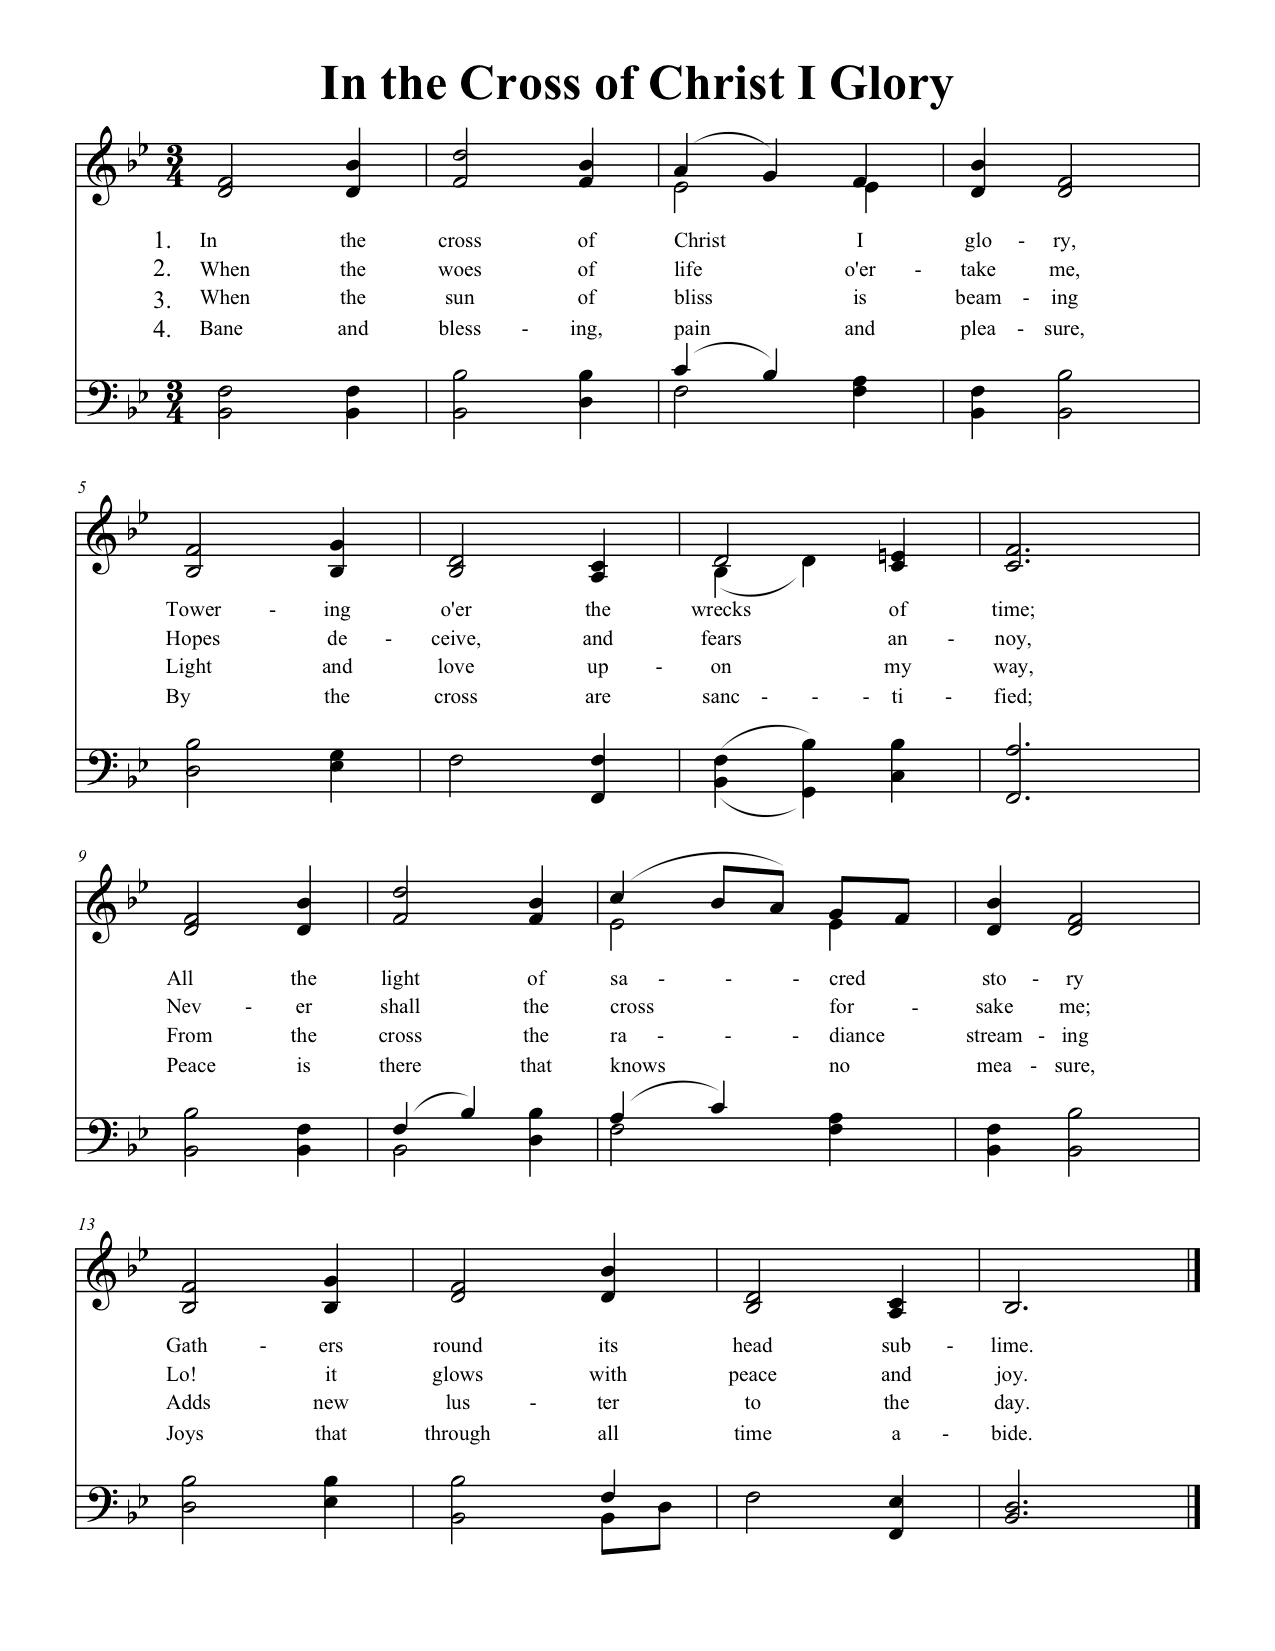 In the Cross of Christ I Glory
3
4
1. In the cross of Christ I glo - ry,
2. When the woes of life o'er - take me,
3. When the sun of bliss is beam - ing
4. Bane and bless - ing, pain and plea - sure,
3
4
5
Tower - ing o'er the wrecks of time;
Hopes de - ceive, and fears an - noy,
Light and love up - on my way,
By the cross are sanc - - - ti - fied;
9
All the light of sa - - - cred sto - ry
Nev - er shall the cross for - sake me;
From the cross the ra - - - diance stream - ing
Peace is there that knows no mea - sure,
13
Gath - ers round its head sub - lime.
Lo! it glows with peace and joy.
Adds new lus - ter to the day.
Joys that through all time a - bide.